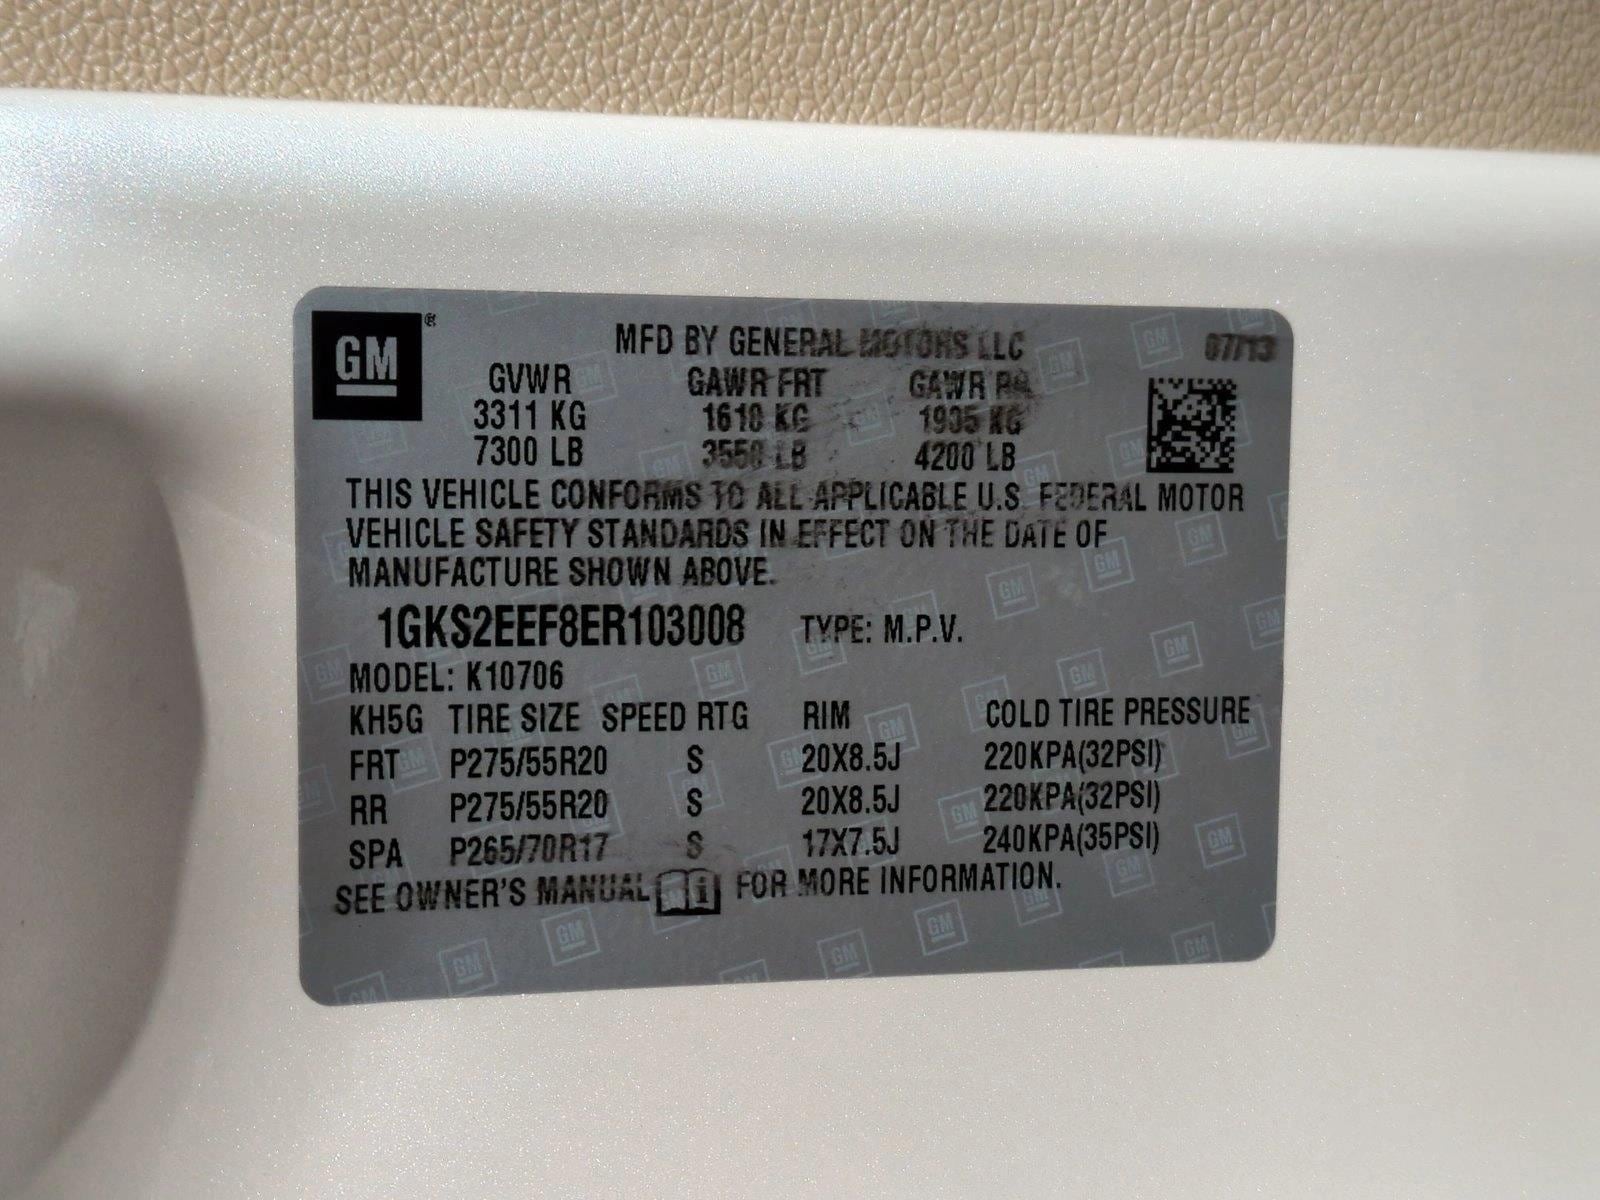 GM®
MFD BY GENERAL MOTORS LLC 07/13
GVWR GAWR FRT GAWR RR
3311 KG 1610 KG 1905 KG
7300 LB 3550 LB 4200 LB
THIS VEHICLE CONFORMS TO ALL APPLICABLE U.S. FEDERAL MOTOR
VEHICLE SAFETY STANDARDS IN EFFECT ON THE DATE OF
MANUFACTURE SHOWN ABOVE.
1GKS2EEF8ER103008 TYPE: M.P.V.
MODEL: K10706
KH5G TIRE SIZE SPEED RTG RIM COLD TIRE PRESSURE
FRT P275/55R20 S 20X8.5J 220KPA(32PSI)
RR P275/55R20 S 20X8.5J 220KPA(32PSI)
SPA P265/70R17 S 17X7.5J 240KPA(35PSI)
SEE OWNER'S MANUAL FOR MORE INFORMATION.